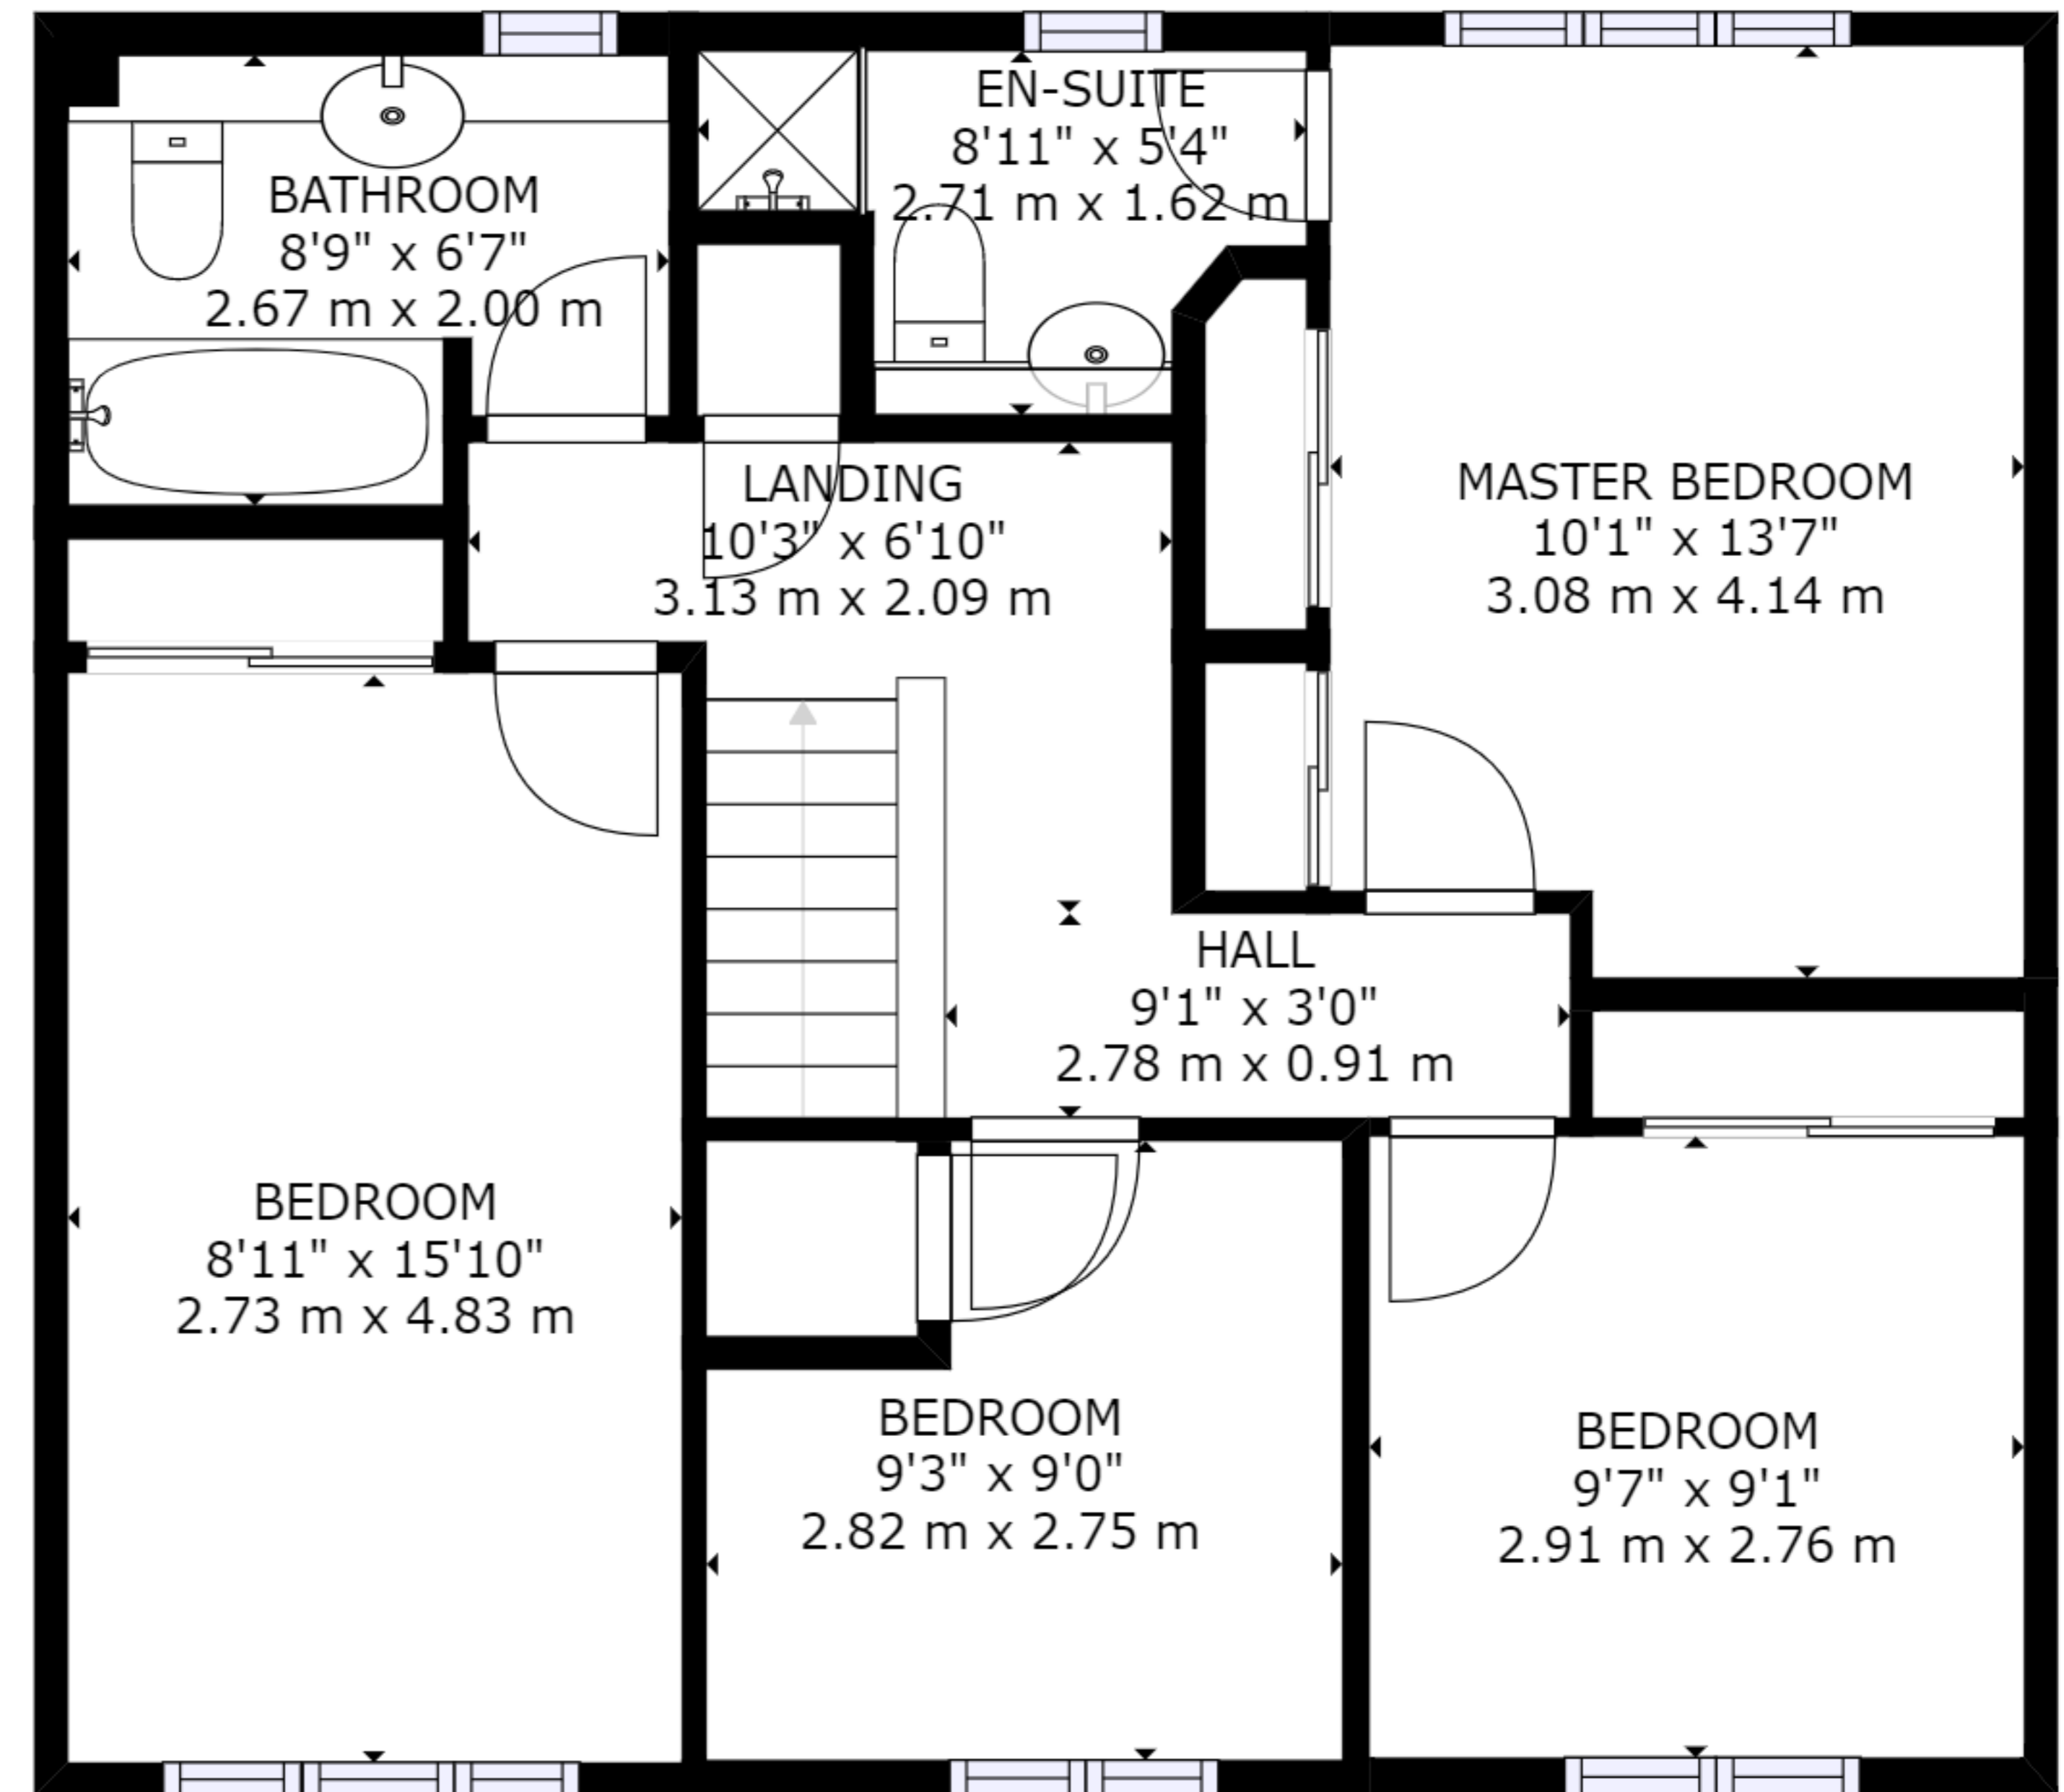 EN-SUITE
8'11" x 5'4"
2.71 m x 1.62 m
BATHROOM
8'9" x 6'7"
2.67 m x 2.00 m
LANDING
10'3" x 6'10"
3.13 m x 2.09 m
MASTER BEDROOM
10'1" x 13'7"
3.08 m x 4.14 m
HALL
9'1" x 3'0"
2.78 m x 0.91 m
BEDROOM
8'11" x 15'10"
2.73 m x 4.83 m
BEDROOM
9'3" x 9'0"
2.82 m x 2.75 m
BEDROOM
9'7" x 9'1"
2.91 m x 2.76 m